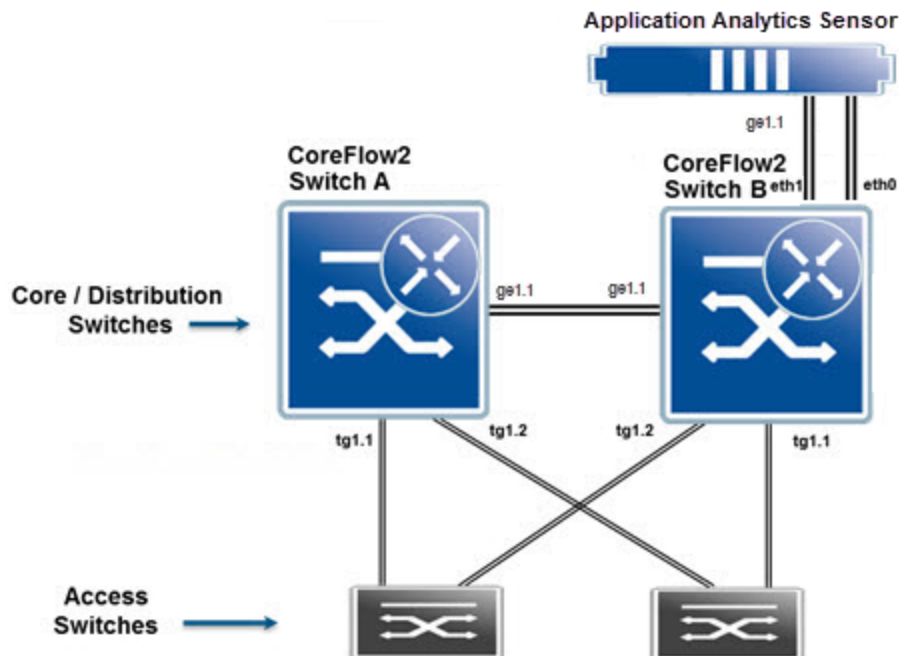 Application Analytics Sensor
ge1.1
CoreFlow2
Switch A
CoreFlow2
Switch B
eth1
eth0
Core / Distribution
Switches
ge1.1
ge1.1
tg1.1
tg1.2
tg1.2
tg1.1
Access
Switches